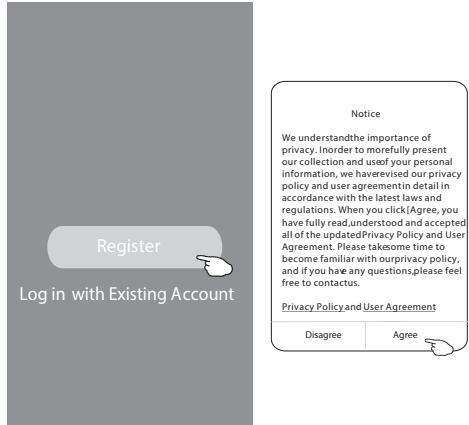 Register
Log in with Existing Account
Notice
We understandthe importance of
privacy. Inorder to morefully present
our collection and useof your personal
information, we haverevised our privacy
policy and user agreementin detail in
accordance with the latest laws and
regulations. When you click[Agree, you
have fully read,understood and accepted
all of the updatedPrivacy Policy and User
Agreement. Please takesome time to
become familiar with ourprivacy policy,
and if you have any questions,please feel
free to contactus.
Privacy Policy and User Agreement
Disagree
Agree